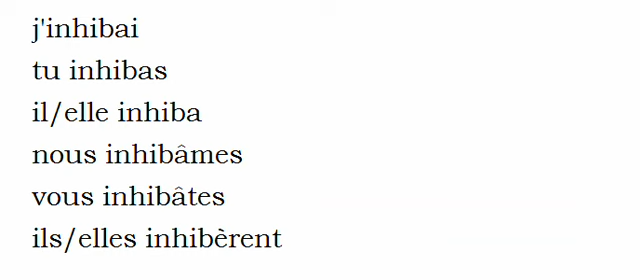 j'inhibai
tu inhibas
il/elle inhiba
nous inhibâmes
vous inhibâtes
ils/elles inhibèrent